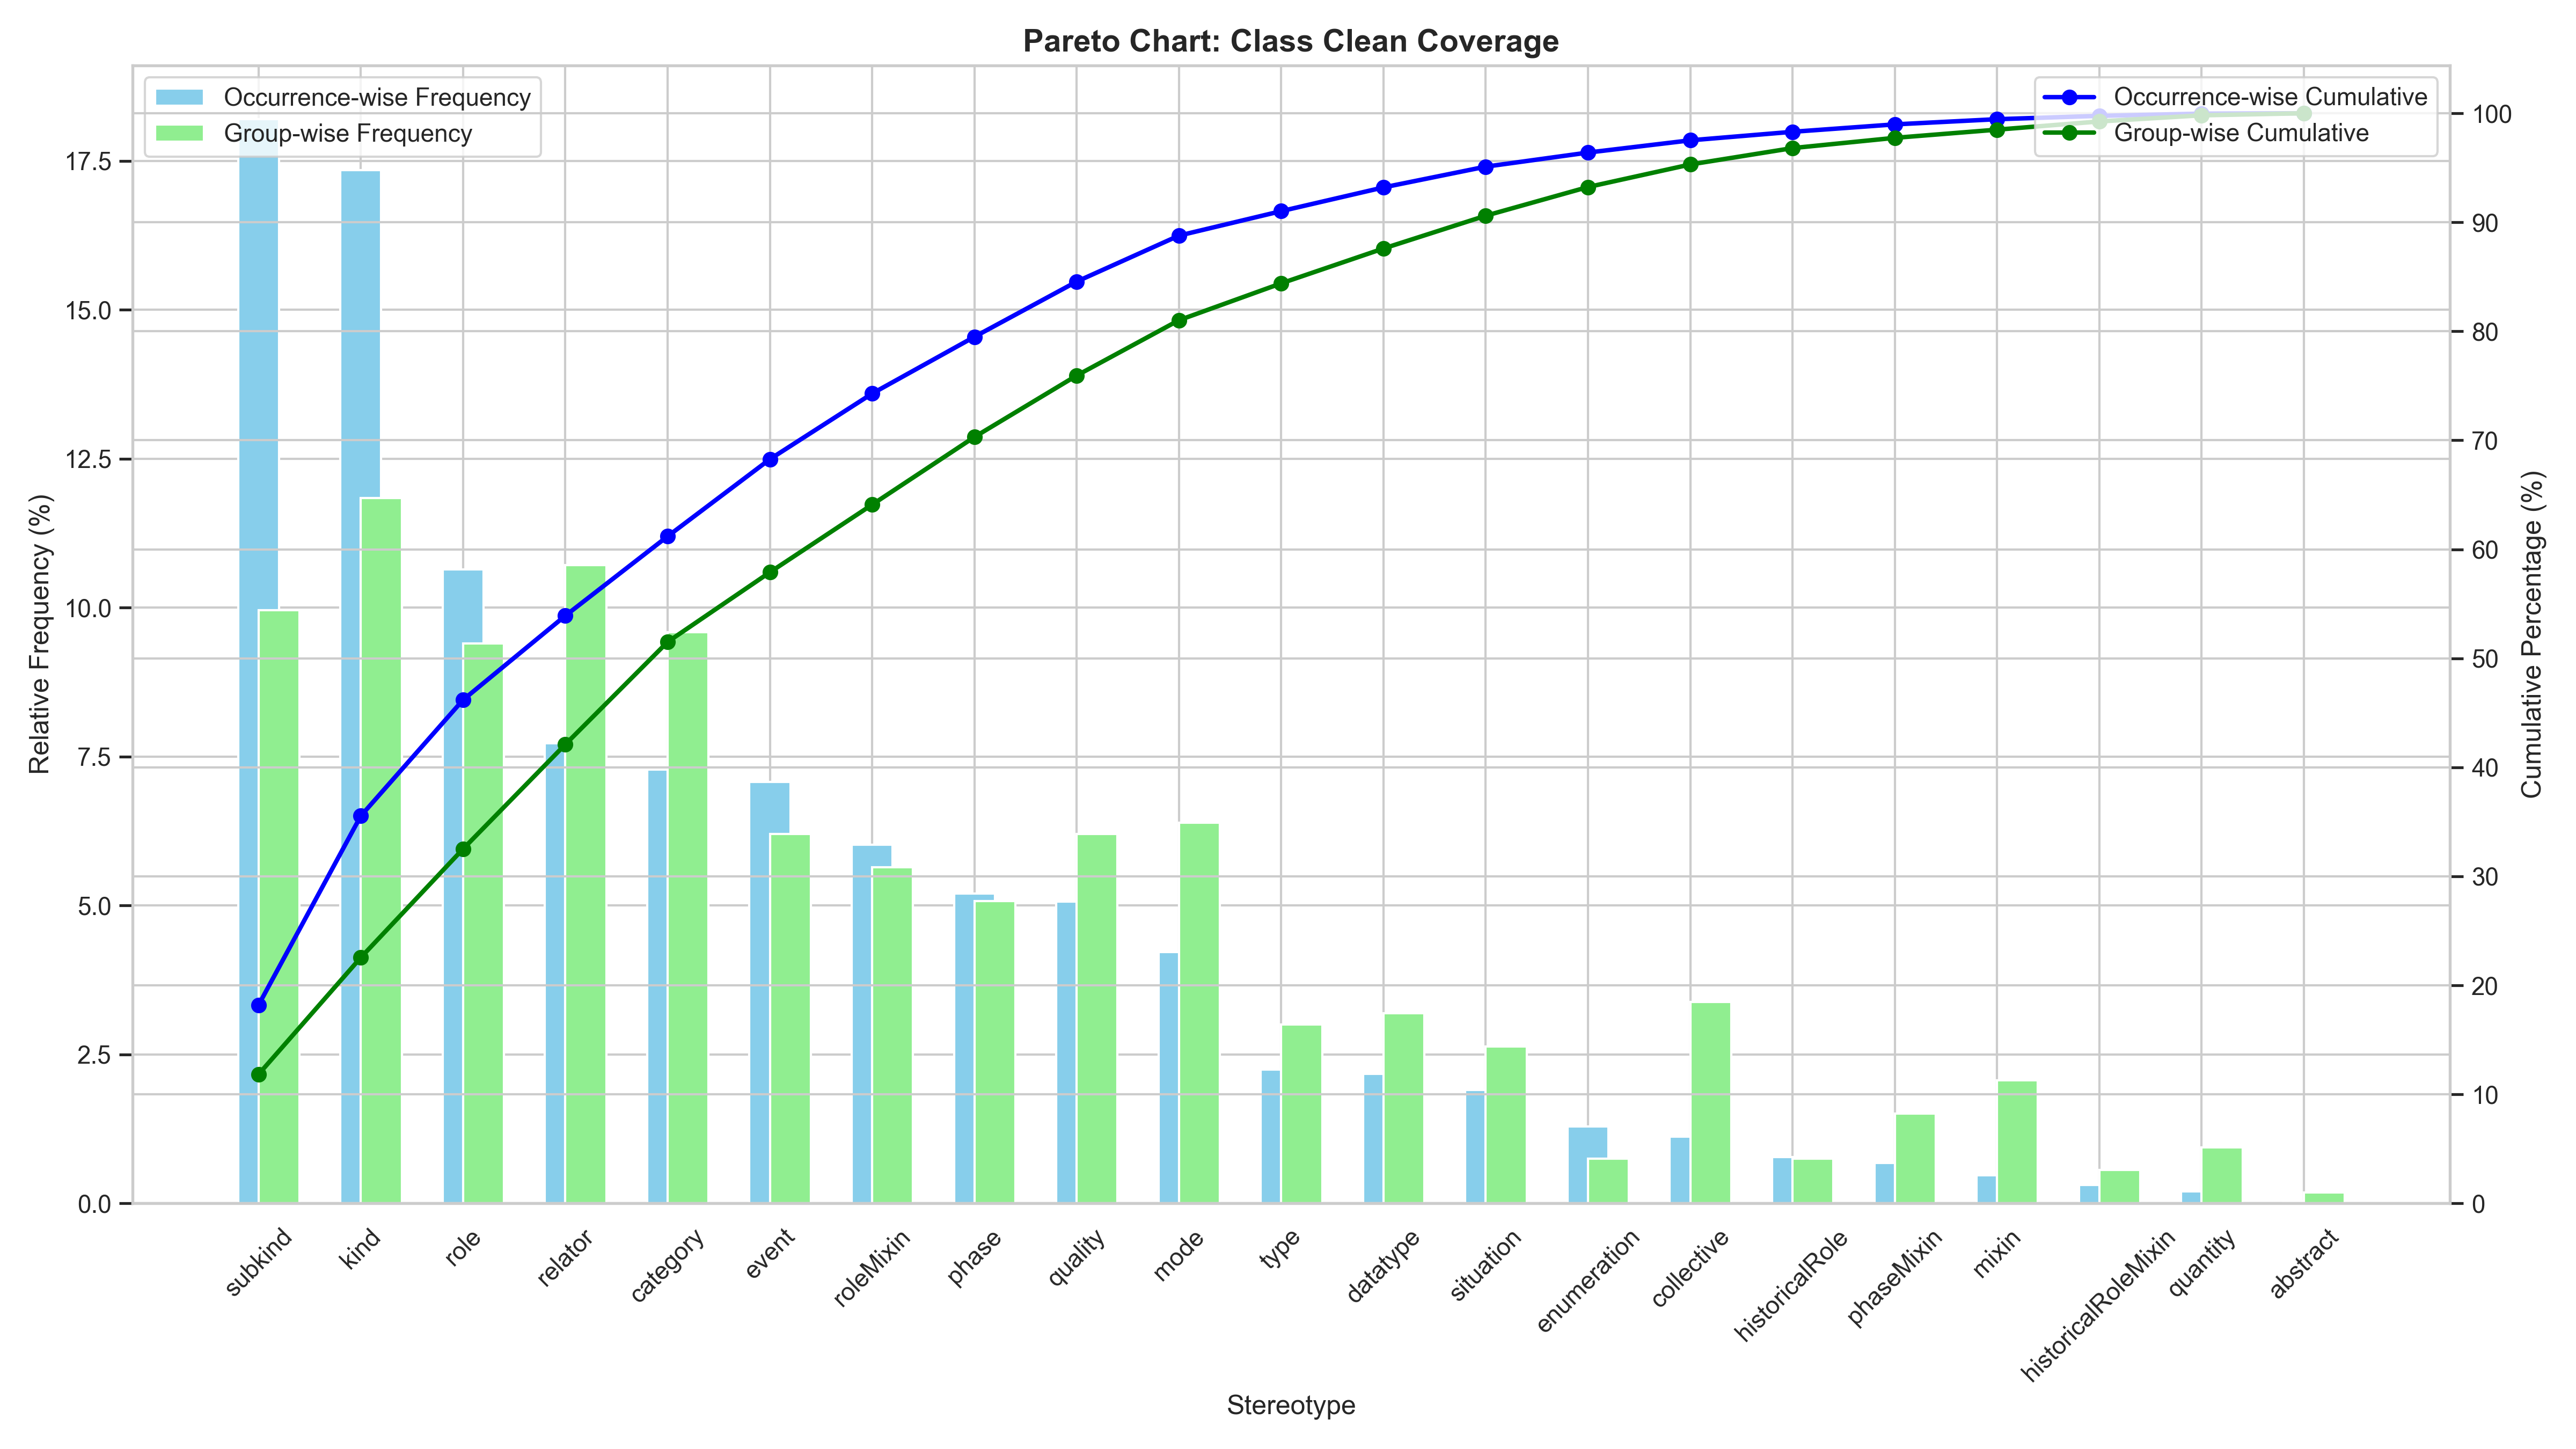 Pareto Chart: Class Clean Coverage
Occurrence-wise Frequency
Group-wise Frequency
Occurrence-wise Cumulative
Group-wise Cumulative
Relative Frequency (%)
17.5
15.0
12.5
10.0
7.5
5.0
2.5
0.0
Cumulative Percentage (%)
100
90
80
70
60
50
40
30
20
10
0
subkind
kind
role
relator
category
event
roleMixin
phase
quality
mode
type
datatype
situation
enumeration
collective
historicalRole
phaseMixin
mixin
historicalRoleMixin
quantity
abstract
Stereotype